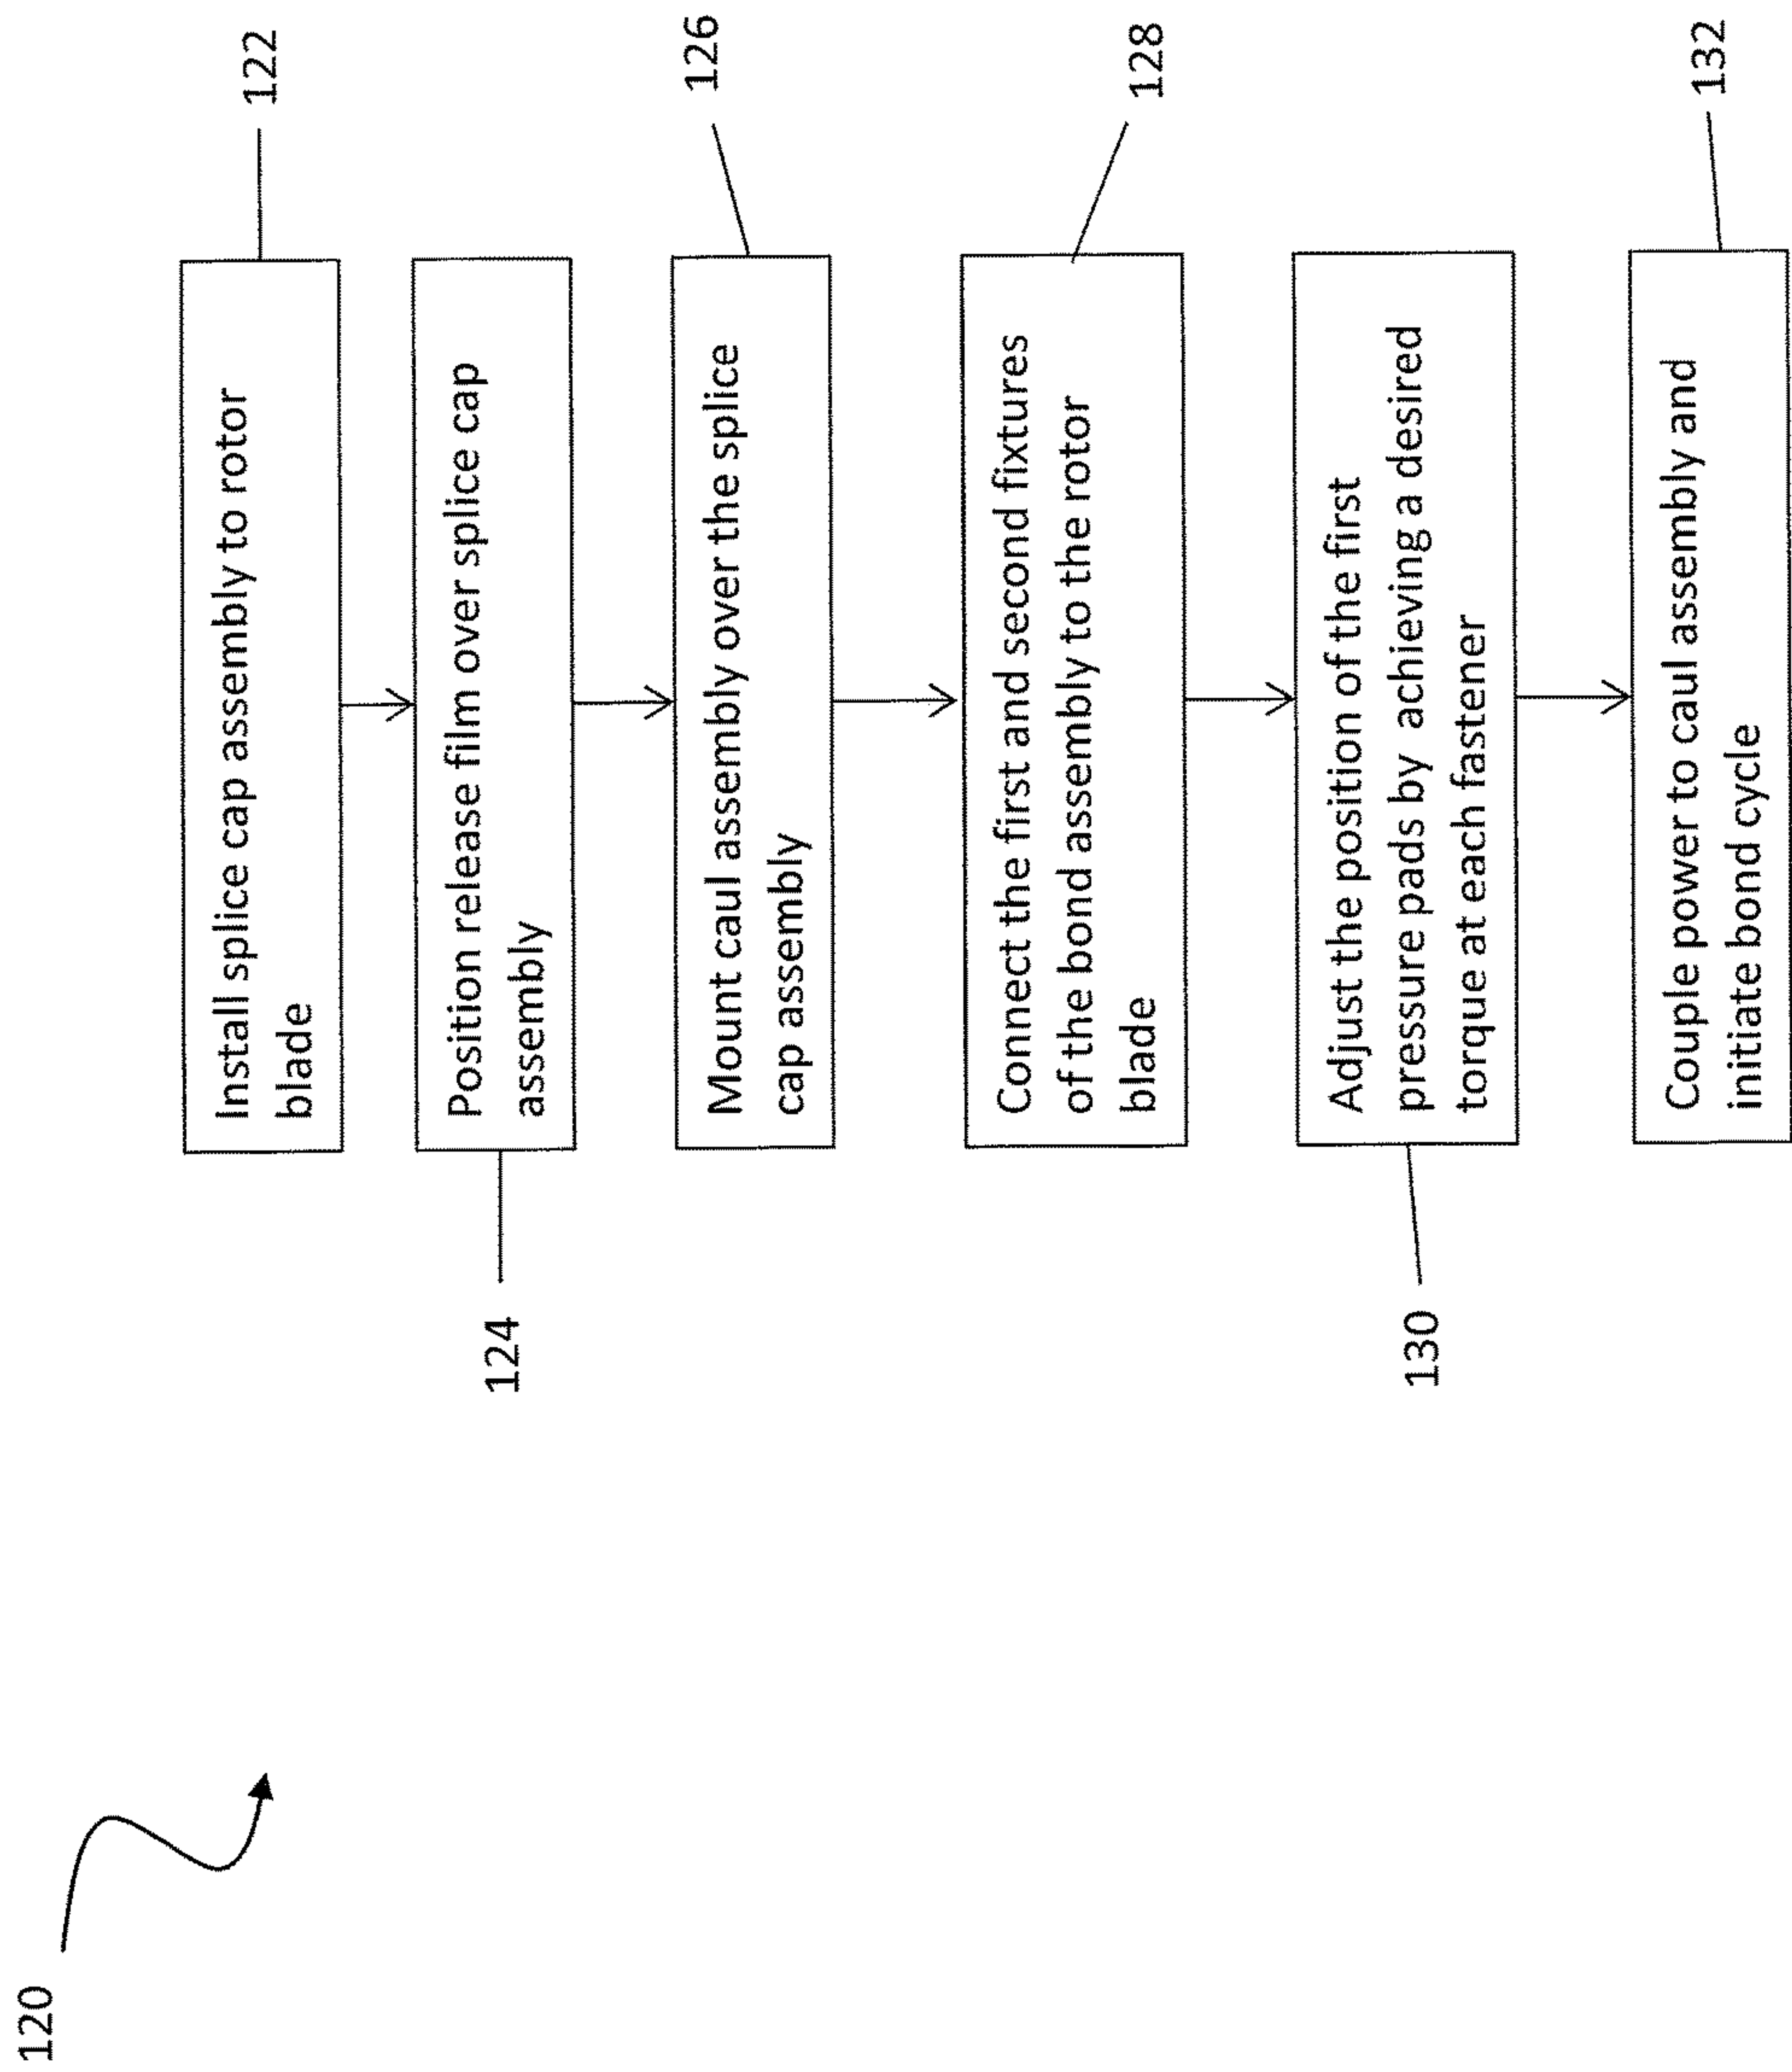 120
Install splice cap assembly to rotor
blade
122
Position release film over splice cap
assembly
124
Mount caul assembly over the splice
cap assembly
126
Connect the first and second fixtures
of the bond assembly to the rotor
blade
128
Adjust the position of the first
pressure pads by achieving a desired
torque at each fastener
130
Couple power to caul assembly and
initiate bond cycle
132